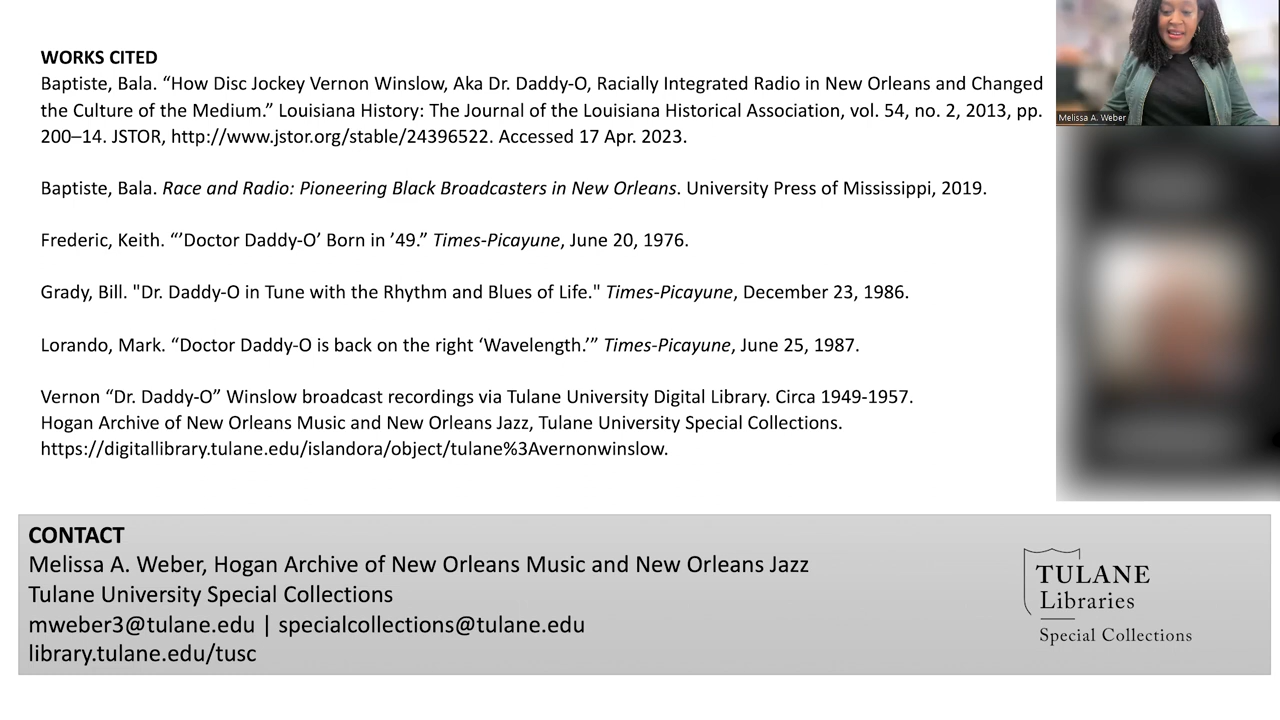 WORKS CITED
Baptiste, Bala. “How Disc Jockey Vernon Winslow, Aka Dr. Daddy-O, Racially Integrated Radio in New Orleans and Changed
the Culture of the Medium.” Louisiana History: The Journal of the Louisiana Historical Association, vol. 54, no. 2, 2013, pp.
200–14. JSTOR, http://www.jstor.org/stable/24396522. Accessed 17 Apr. 2023.
Baptiste, Bala. Race and Radio: Pioneering Black Broadcasters in New Orleans. University Press of Mississippi, 2019.
Frederic, Keith. “’Doctor Daddy-O’ Born in ’49.” Times-Picayune, June 20, 1976.
Grady, Bill. "Dr. Daddy-O in Tune with the Rhythm and Blues of Life." Times-Picayune, December 23, 1986.
Lorando, Mark. “Doctor Daddy-O is back on the right ‘Wavelength.’” Times-Picayune, June 25, 1987.
Vernon “Dr. Daddy-O” Winslow broadcast recordings via Tulane University Digital Library. Circa 1949-1957.
Hogan Archive of New Orleans Music and New Orleans Jazz, Tulane University Special Collections.
https://digitallibrary.tulane.edu/islandora/object/tulane%3Avernonwinslow.
Melissa A. Weber
CONTACT
Melissa A. Weber, Hogan Archive of New Orleans Music and New Orleans Jazz
Tulane University Special Collections
mweber3@tulane.edu | specialcollections@tulane.edu
library.tulane.edu/tusc
TULANE
Libraries
Special Collections